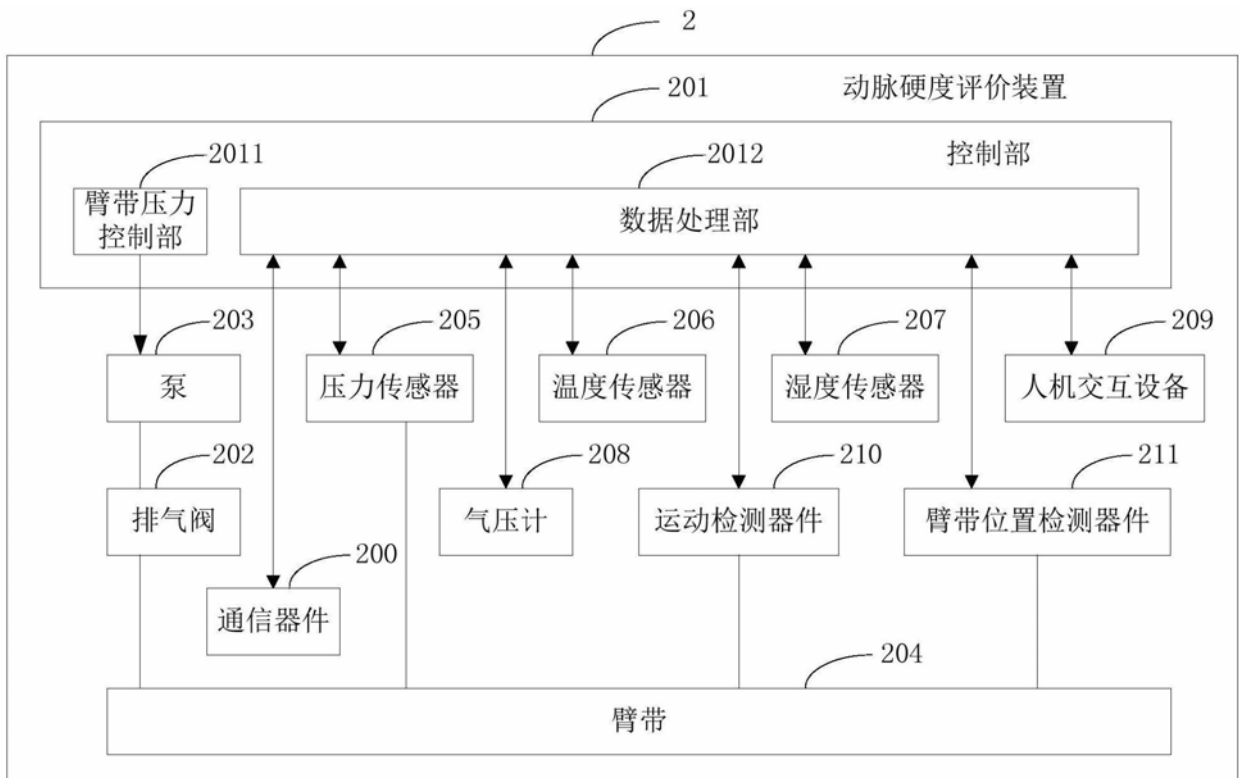 2
动脉硬度评价装置
201
控制部
2011
2012
臂带压力
控制部
数据处理部
203
205
206
207
209
泵
压力传感器
温度传感器
湿度传感器
人机交互设备
202
208
210
211
排气阀
气压计
运动检测器件
臂带位置检测器件
200
通信器件
204
臂带